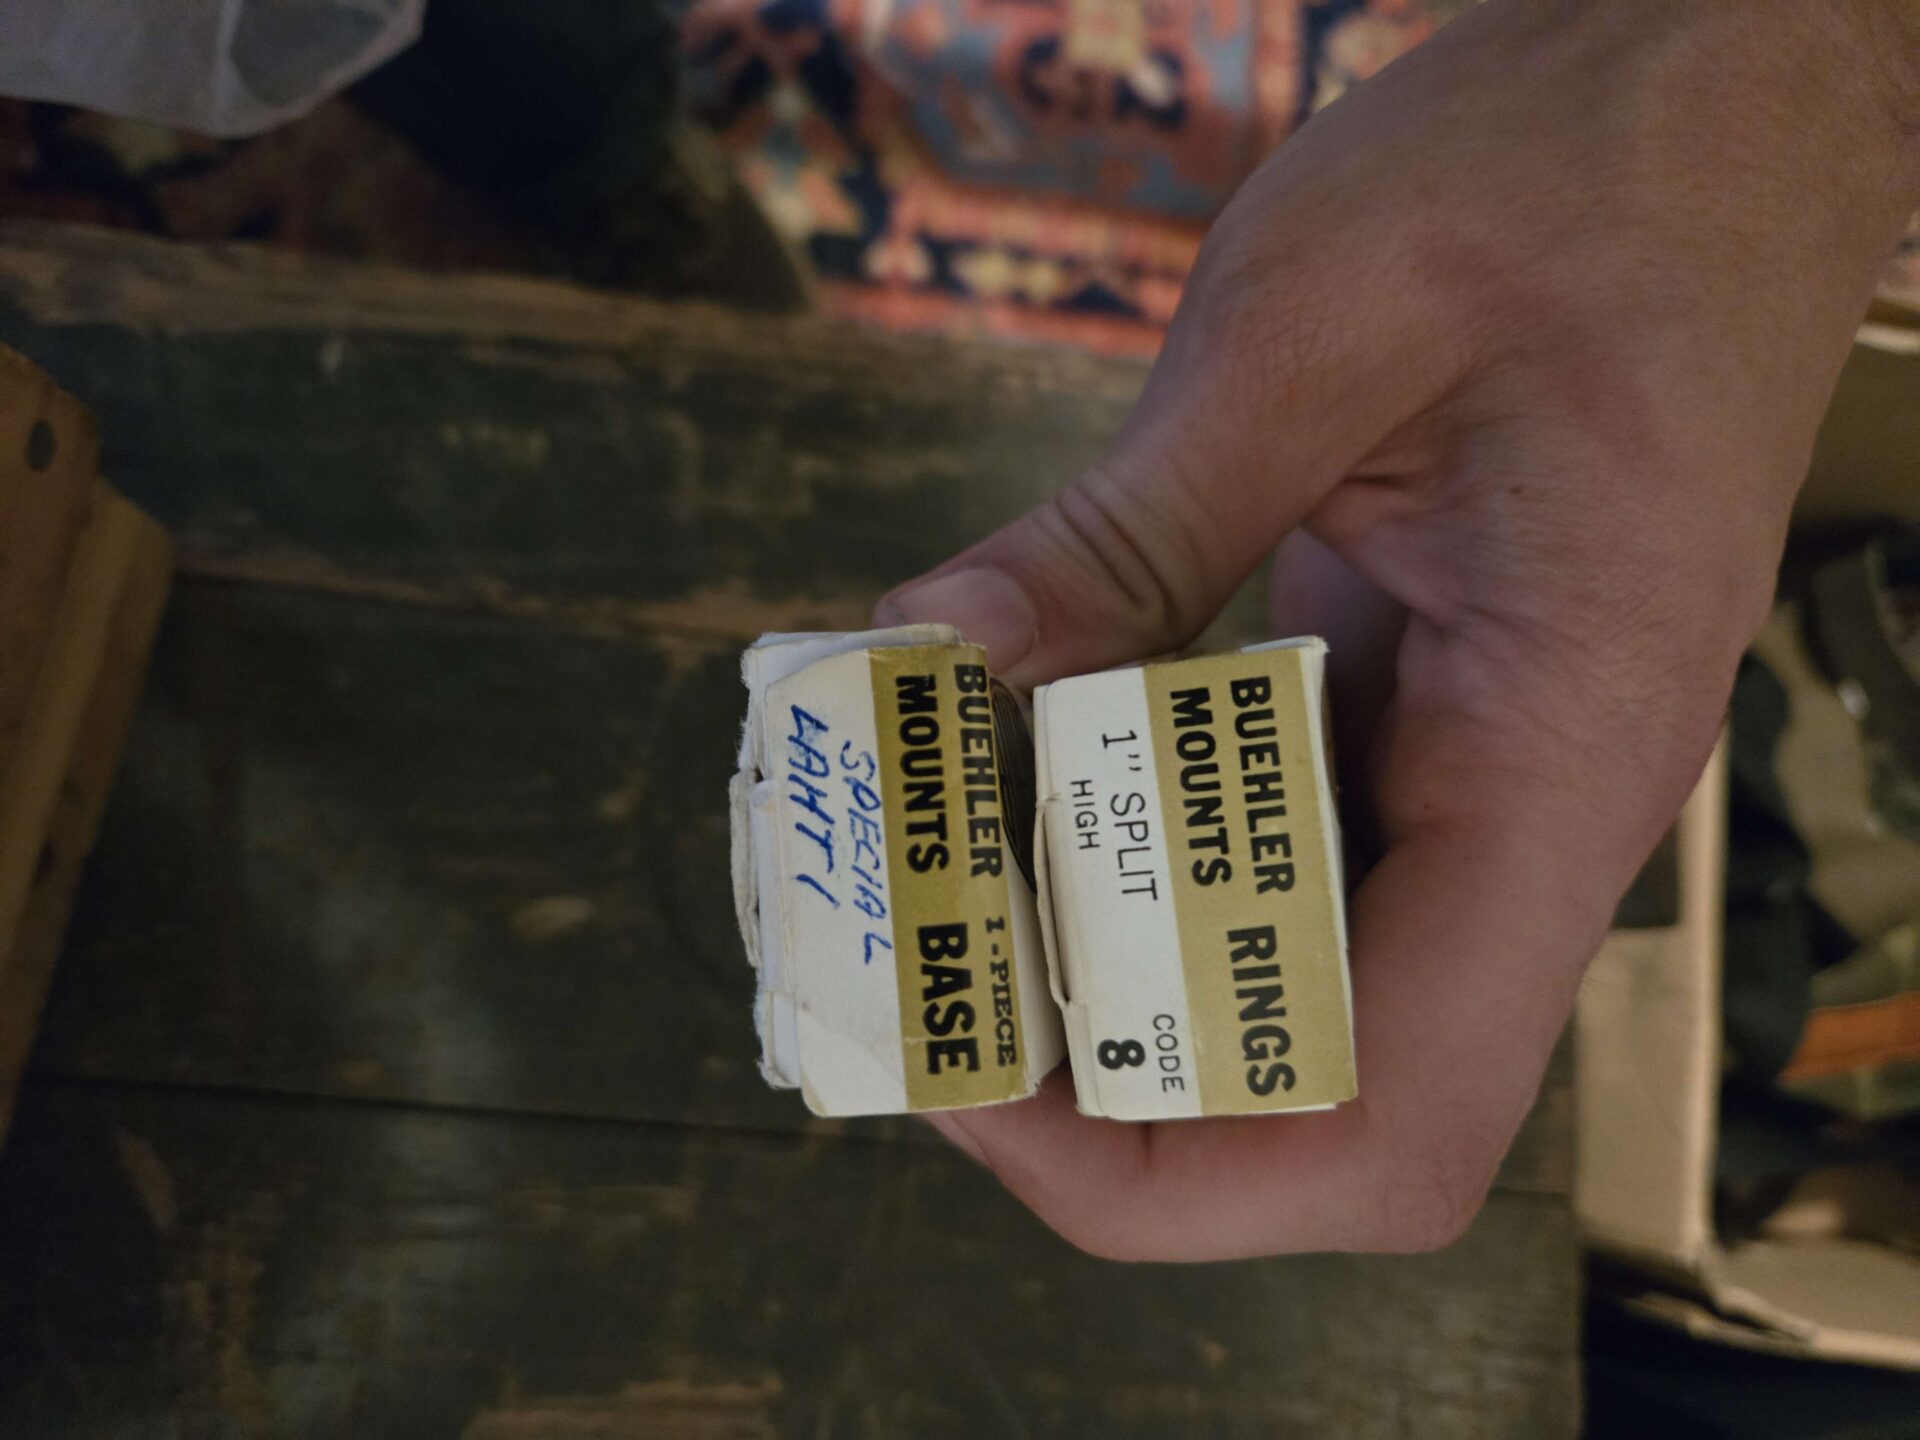 BUEHLER 1-PIECE
MOUNTS BASE
SPECIAL
LAHTI
BUEHLER
MOUNTS RINGS
CODE
1" SPLIT 8
HIGH